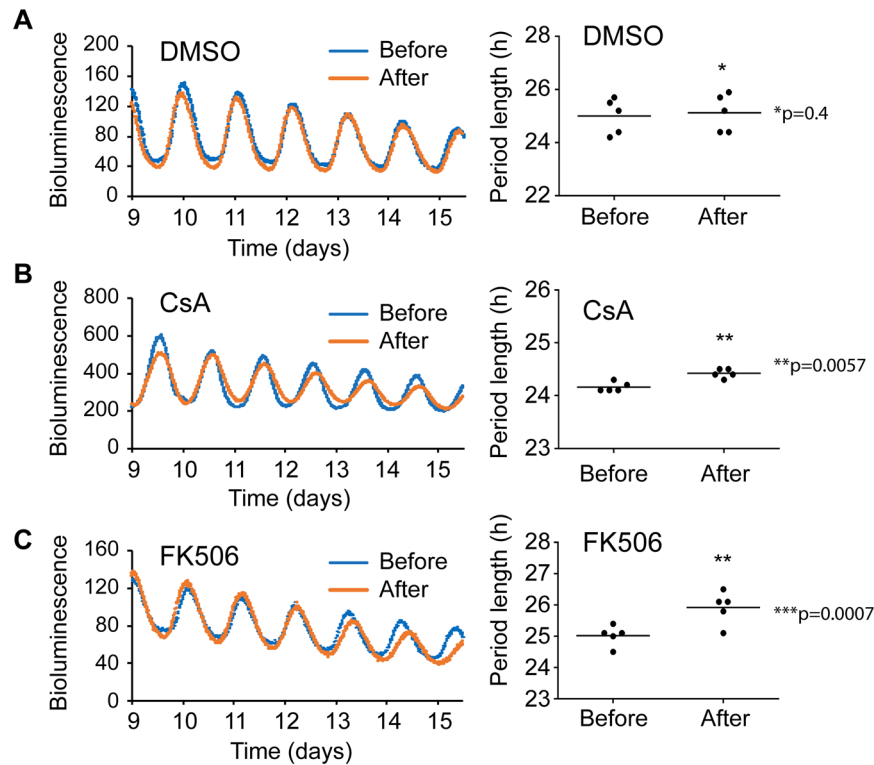 A
DMSO
Before
After
Bioluminescence
200
160
120
80
40
0
9 10 11 12 13 14 15
Time (days)
DMSO
Period length (h)
28
26
24
22
*
*p=0.4
Before After
B
CsA
Before
After
Bioluminescence
800
600
400
200
0
9 10 11 12 13 14 15
Time (days)
CsA
Period length (h)
26
25
24
23
**
**p=0.0057
Before After
C
FK506
Before
After
Bioluminescence
160
120
80
40
0
9 10 11 12 13 14 15
Time (days)
FK506
Period length (h)
28
27
26
25
24
23
**
***p=0.0007
Before After